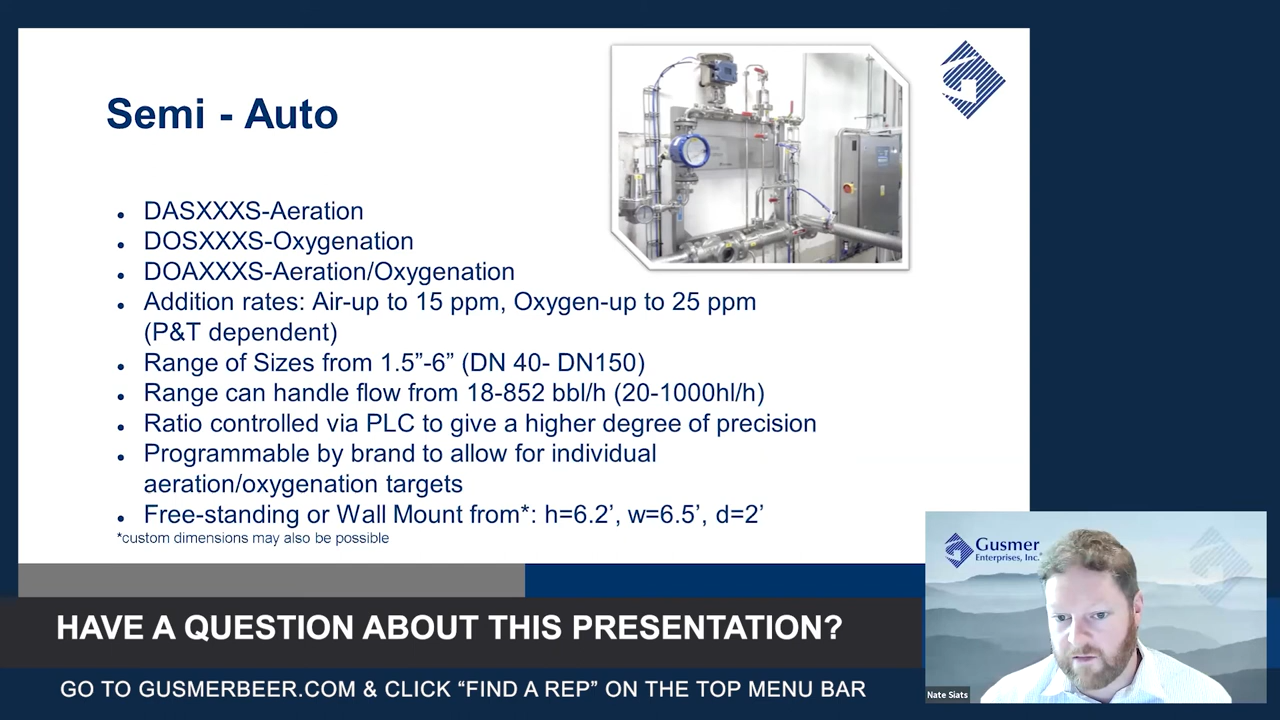 Semi - Auto
• DASXXXS-Aeration
• DOSXXXS-Oxygenation
• DOAXXXS-Aeration/Oxygenation
• Addition rates: Air-up to 15 ppm, Oxygen-up to 25 ppm
(P&T dependent)
• Range of Sizes from 1.5”-6” (DN 40- DN150)
• Range can handle flow from 18-852 bbl/h (20-1000hl/h)
• Ratio controlled via PLC to give a higher degree of precision
• Programmable by brand to allow for individual
aeration/oxygenation targets
• Free-standing or Wall Mount from*: h=6.2’, w=6.5’, d=2’
*custom dimensions may also be possible
Gusmer
Enterprises, Inc.®
Nate Siats
HAVE A QUESTION ABOUT THIS PRESENTATION?
GO TO GUSMERBEER.COM & CLICK “FIND A REP” ON THE TOP MENU BAR